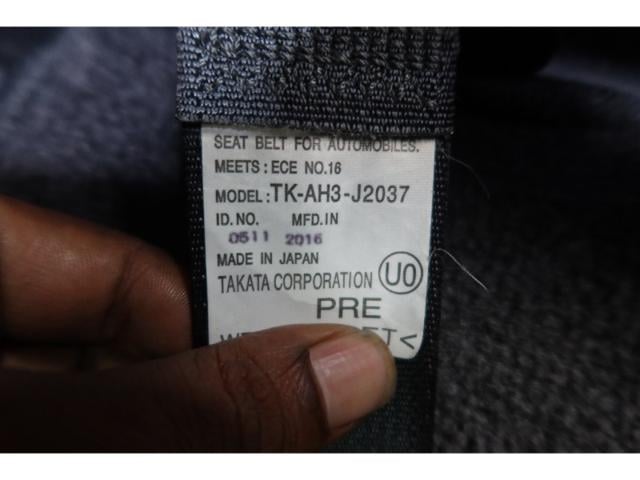 SEAT BELT FOR AUTOMOBILES.
MEETS: ECE NO.16
MODEL: TK-AH3-J2037
ID.NO. MFD.IN
0511 2016
MADE IN JAPAN
TAKATA CORPORATION U0
PRE